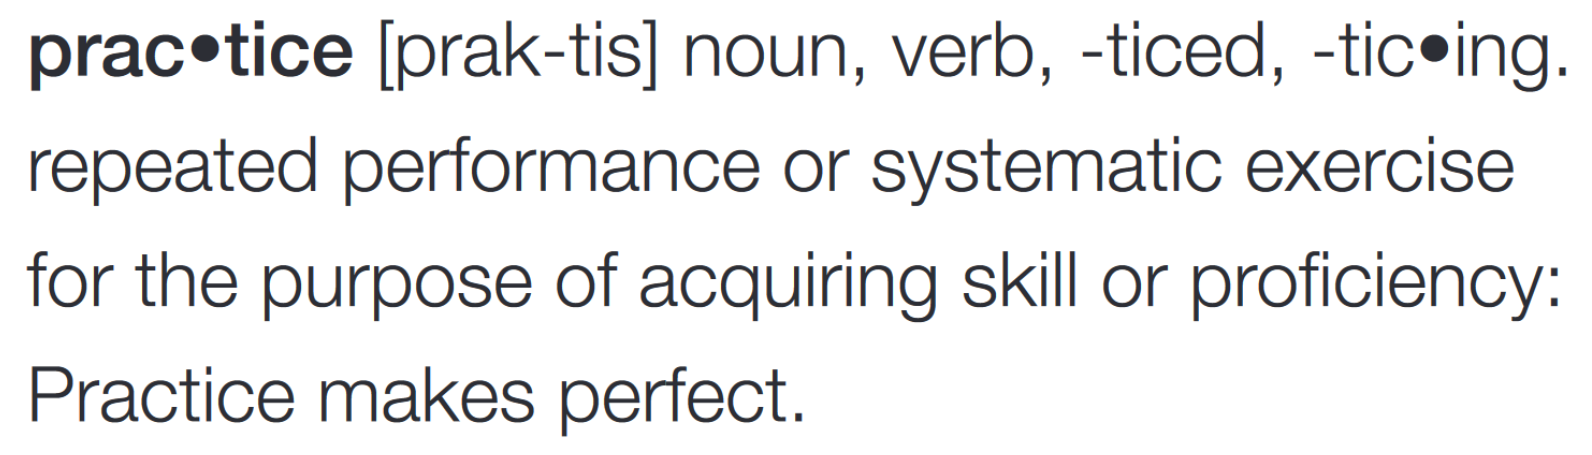 prac•tice [prak-tis] noun, verb, -ticed, -tic•ing.
repeated performance or systematic exercise
for the purpose of acquiring skill or proficiency:
Practice makes perfect.